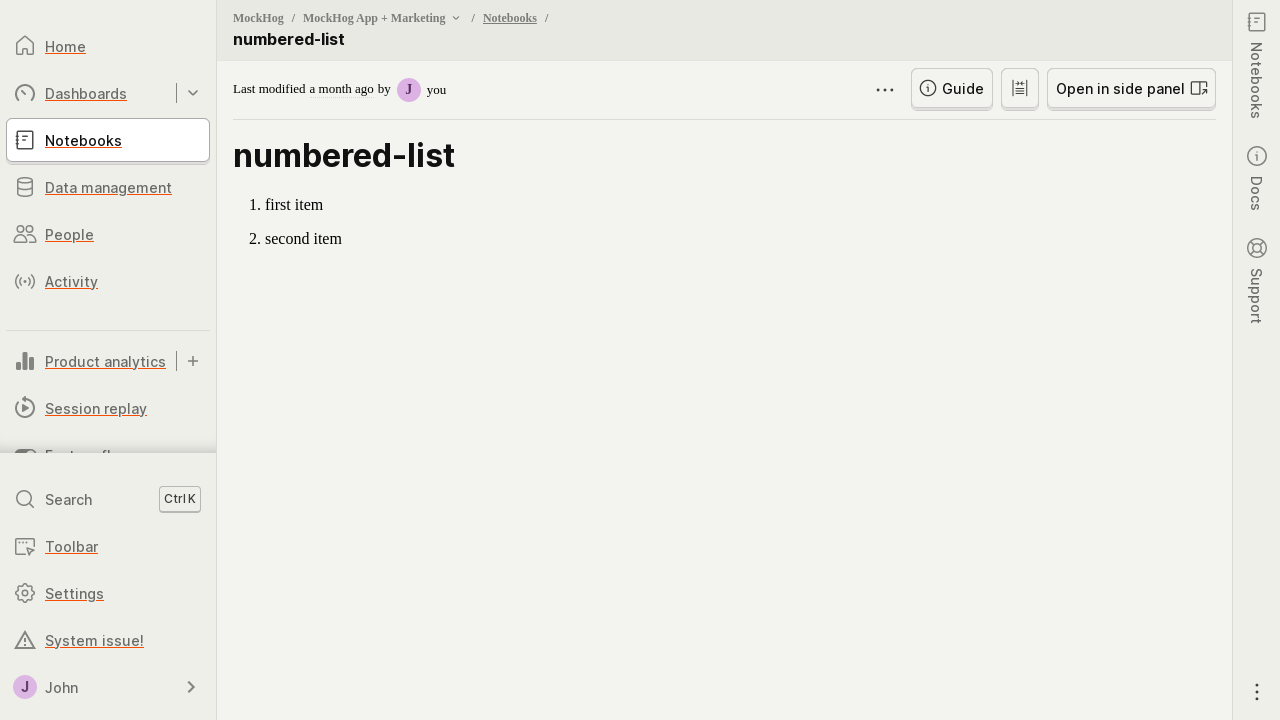 Home
Dashboards
Notebooks
Data management
People
Activity
Product analytics
Session replay
Search Ctrl K
Toolbar
Settings
System issue!
J John
MockHog / MockHog App + Marketing / Notebooks /
numbered-list
Last modified a month ago by J you
Guide
Open in side panel
numbered-list
1. first item
2. second item
Notebooks
Docs
Support